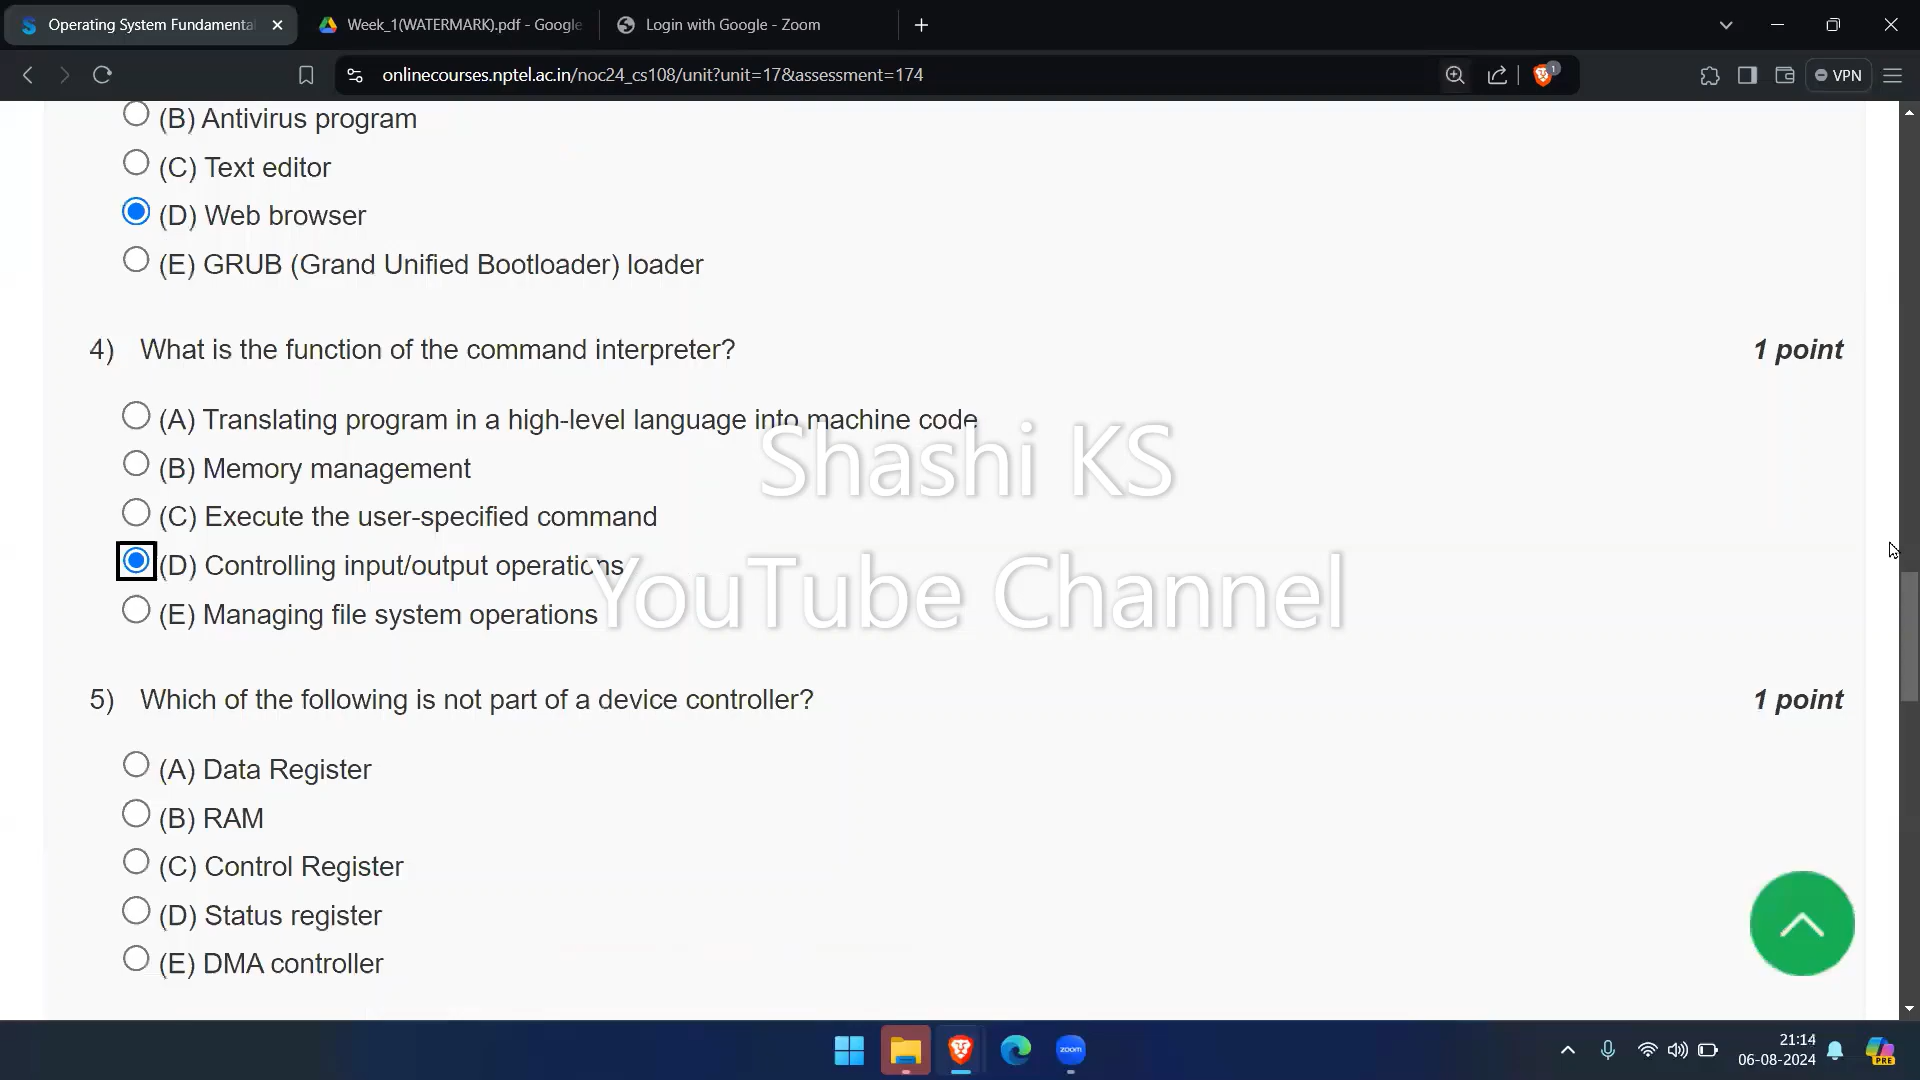 Operating System Fundamenta
Week_1(WATERMARK).pdf - Google
Login with Google - Zoom
onlinecourses.nptel.ac.in/noc24_cs108/unit?unit=17&assessment=174
1
VPN
(B) Antivirus program
(C) Text editor
(D) Web browser
(E) GRUB (Grand Unified Bootloader) loader
4) What is the function of the command interpreter? 1 point
(A) Translating program in a high-level language into machine code
(B) Memory management
(C) Execute the user-specified command
(D) Controlling input/output operations
(E) Managing file system operations
Shashi KS
YouTube Channel
5) Which of the following is not part of a device controller? 1 point
(A) Data Register
(B) RAM
(C) Control Register
(D) Status register
(E) DMA controller
zoom
21:14
06-08-2024
PRE